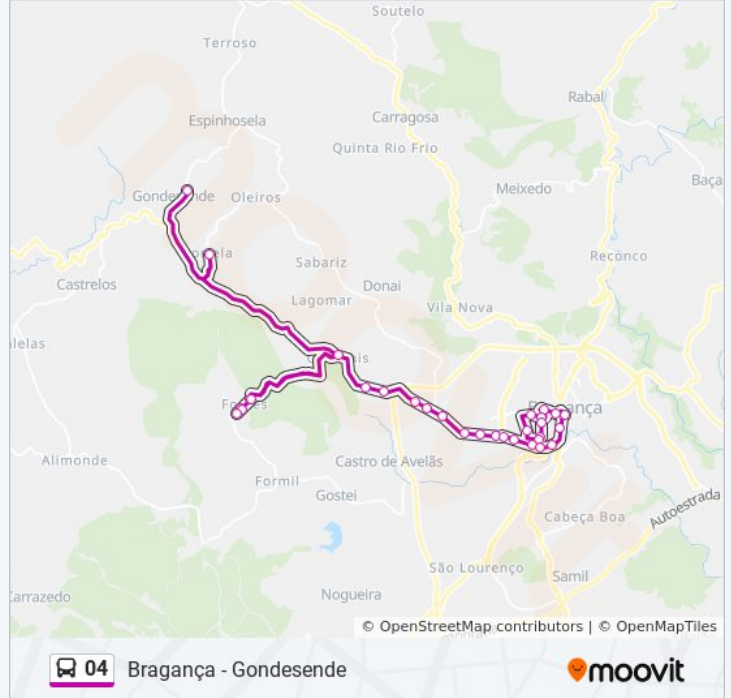 Soutelo
Terroso
Rabal
Espinhosela
Carragosa
Quinta Rio Frio
Meixedo
Baça
Gondesende
Oleiros
Recônco
Sabariz
Castrelos
Donai
Lagomar
Vila Nova
Bragança
Alimonde
Castro de Avelãs
Formil
Gostei
Autoestrada
Cabeça Boa
São Lourenço
Samil
Nogueira
Carrazedo
© OpenStreetMap contributors | © OpenMapTiles
04 Bragança - Gondesende
moovit